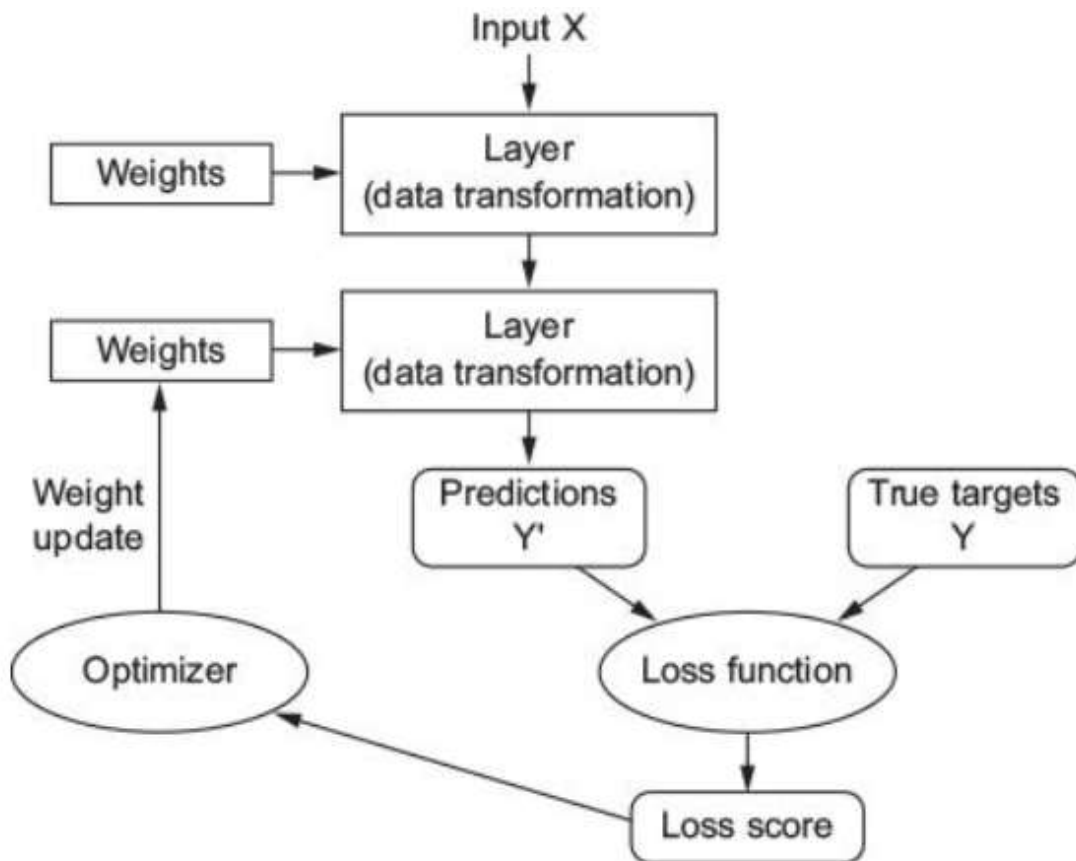 Input X
Weights
Layer
(data transformation)
Weights
Layer
(data transformation)
Weight
update
Predictions
Y'
True targets
Y
Optimizer
Loss function
Loss score